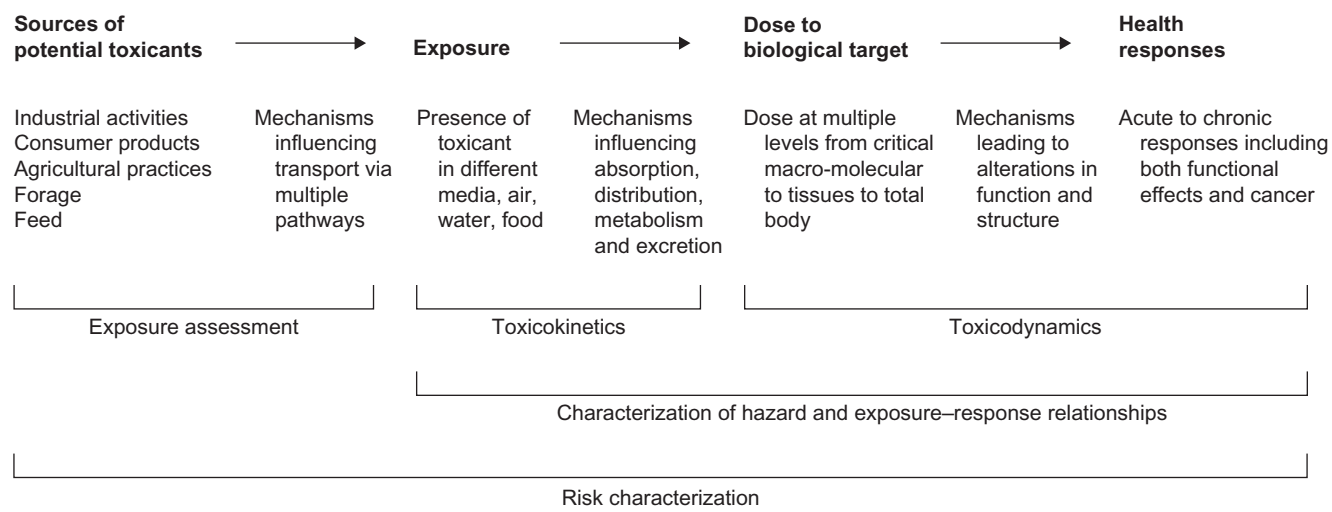 Sources of
potential toxicants
Exposure
Dose to
biological target
Health
responses
Industrial activities
Consumer products
Agricultural practices
Forage
Feed
Mechanisms
influencing
transport via
multiple
pathways
Presence of
toxicant
in different
media, air,
water, food
Mechanisms
influencing
absorption,
distribution,
metabolism
and excretion
Dose at multiple
levels from critical
macro-molecular
to tissues to total
body
Mechanisms
leading to
alterations in
function and
structure
Acute to chronic
responses including
both functional
effects and cancer
Exposure assessment
Toxicokinetics
Toxicodynamics
Characterization of hazard and exposure–response relationships
Risk characterization